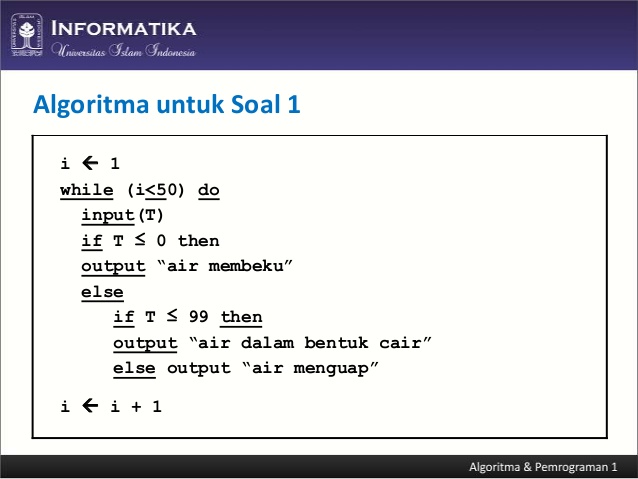 INFORMATIKA
Universitas Islam Indonesia
Algoritma untuk Soal 1
i ← 1
while (i<50) do
input(T)
if T ≤ 0 then
output “air membeku”
else
if T ≤ 99 then
output “air dalam bentuk cair”
else output “air menguap”
i ← i + 1
Algoritma & Pemrograman 1